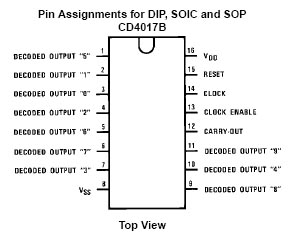 Pin Assignments for DIP, SOIC and SOP
CD4017B
DECODED OUTPUT "5" 1 16 VDD
DECODED OUTPUT "1" 2 15 RESET
DECODED OUTPUT "0" 3 14 CLOCK
DECODED OUTPUT "2" 4 13 CLOCK ENABLE
DECODED OUTPUT "6" 5 12 CARRY-OUT
DECODED OUTPUT "7" 6 11 DECODED OUTPUT "9"
DECODED OUTPUT "3" 7 10 DECODED OUTPUT "4"
VSS 8 9 DECODED OUTPUT "8"
Top View